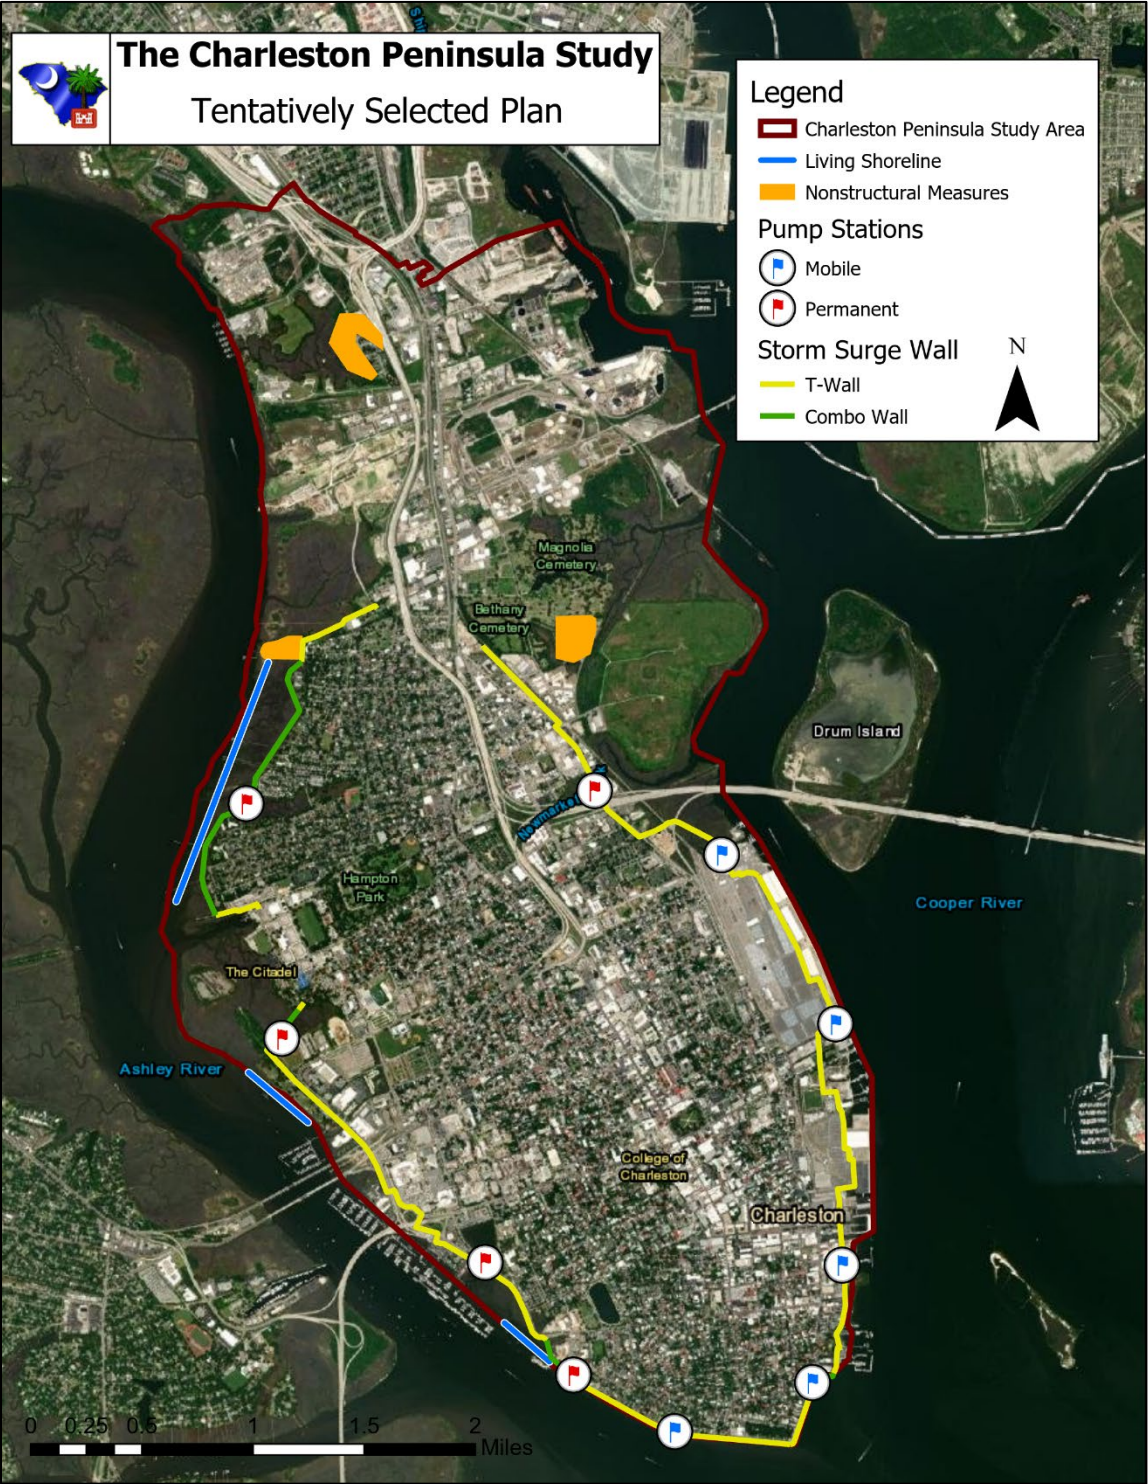 The Charleston Peninsula Study
Tentatively Selected Plan
Legend
Charleston Peninsula Study Area
Living Shoreline
Nonstructural Measures
Pump Stations
Mobile
Permanent
Storm Surge Wall
T-Wall
Combo Wall
N
Magnolia
Cemetery
Bethany
Cemetery
Drum Island
Newmarket
Hampton
Park
Cooper River
The Citadel
Ashley River
College of
Charleston
Charleston
0 0.25 0.5 1 1.5 2
Miles